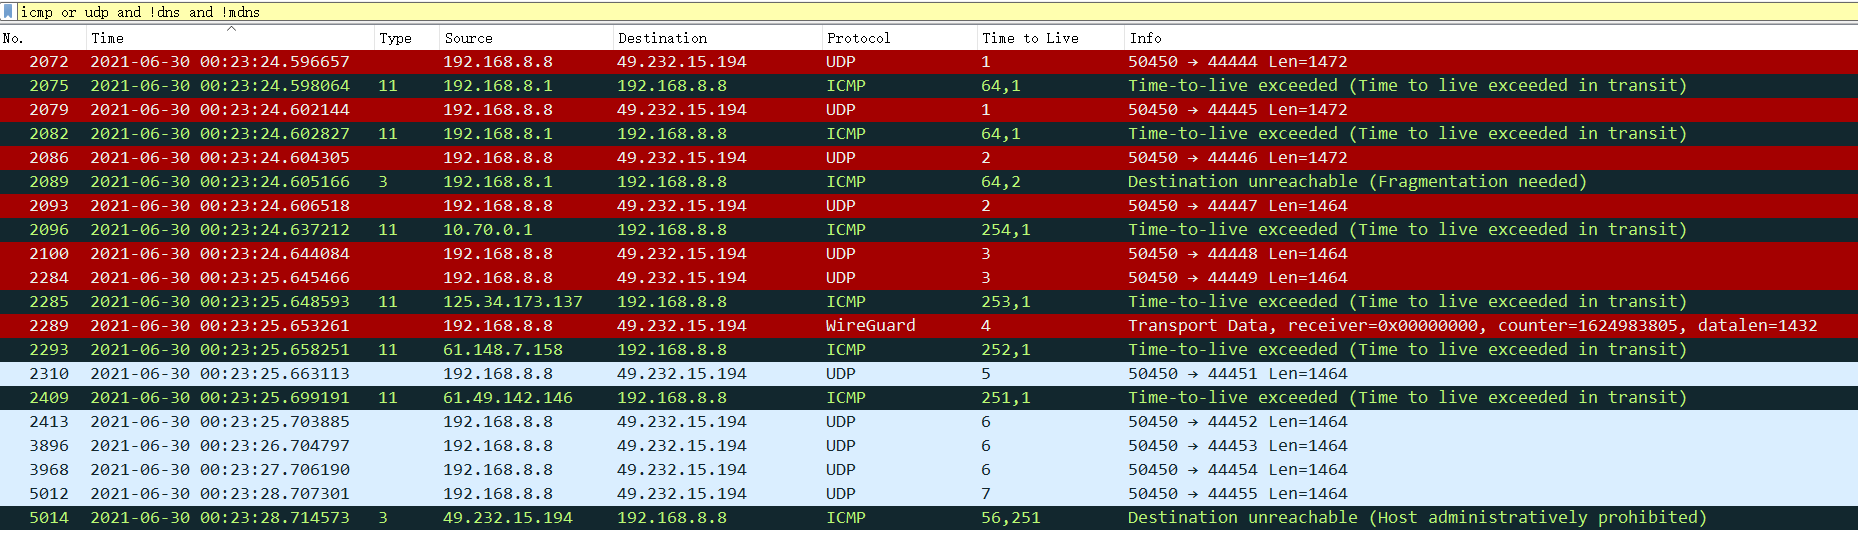 icmp or udp and !dns and !mdns
No. Time Type Source Destination Protocol Time to Live Info
2072 2021-06-30 00:23:24.596657 192.168.8.8 49.232.15.194 UDP 1 50450 → 44444 Len=1472
2075 2021-06-30 00:23:24.598064 11 192.168.8.1 192.168.8.8 ICMP 64,1 Time-to-live exceeded (Time to live exceeded in transit)
2079 2021-06-30 00:23:24.602144 192.168.8.8 49.232.15.194 UDP 1 50450 → 44445 Len=1472
2082 2021-06-30 00:23:24.602827 11 192.168.8.1 192.168.8.8 ICMP 64,1 Time-to-live exceeded (Time to live exceeded in transit)
2086 2021-06-30 00:23:24.604305 192.168.8.8 49.232.15.194 UDP 2 50450 → 44446 Len=1472
2089 2021-06-30 00:23:24.605166 3 192.168.8.1 192.168.8.8 ICMP 64,2 Destination unreachable (Fragmentation needed)
2093 2021-06-30 00:23:24.606518 192.168.8.8 49.232.15.194 UDP 2 50450 → 44447 Len=1464
2096 2021-06-30 00:23:24.637212 11 10.70.0.1 192.168.8.8 ICMP 254,1 Time-to-live exceeded (Time to live exceeded in transit)
2100 2021-06-30 00:23:24.644084 192.168.8.8 49.232.15.194 UDP 3 50450 → 44448 Len=1464
2284 2021-06-30 00:23:25.645466 192.168.8.8 49.232.15.194 UDP 3 50450 → 44449 Len=1464
2285 2021-06-30 00:23:25.648593 11 125.34.173.137 192.168.8.8 ICMP 253,1 Time-to-live exceeded (Time to live exceeded in transit)
2289 2021-06-30 00:23:25.653261 192.168.8.8 49.232.15.194 WireGuard 4 Transport Data, receiver=0x00000000, counter=1624983805, datalen=1432
2293 2021-06-30 00:23:25.658251 11 61.148.7.158 192.168.8.8 ICMP 252,1 Time-to-live exceeded (Time to live exceeded in transit)
2310 2021-06-30 00:23:25.663113 192.168.8.8 49.232.15.194 UDP 5 50450 → 44451 Len=1464
2409 2021-06-30 00:23:25.699191 11 61.49.142.146 192.168.8.8 ICMP 251,1 Time-to-live exceeded (Time to live exceeded in transit)
2413 2021-06-30 00:23:25.703885 192.168.8.8 49.232.15.194 UDP 6 50450 → 44452 Len=1464
3896 2021-06-30 00:23:26.704797 192.168.8.8 49.232.15.194 UDP 6 50450 → 44453 Len=1464
3968 2021-06-30 00:23:27.706190 192.168.8.8 49.232.15.194 UDP 6 50450 → 44454 Len=1464
5012 2021-06-30 00:23:28.707301 192.168.8.8 49.232.15.194 UDP 7 50450 → 44455 Len=1464
5014 2021-06-30 00:23:28.714573 3 49.232.15.194 192.168.8.8 ICMP 56,251 Destination unreachable (Host administratively prohibited)